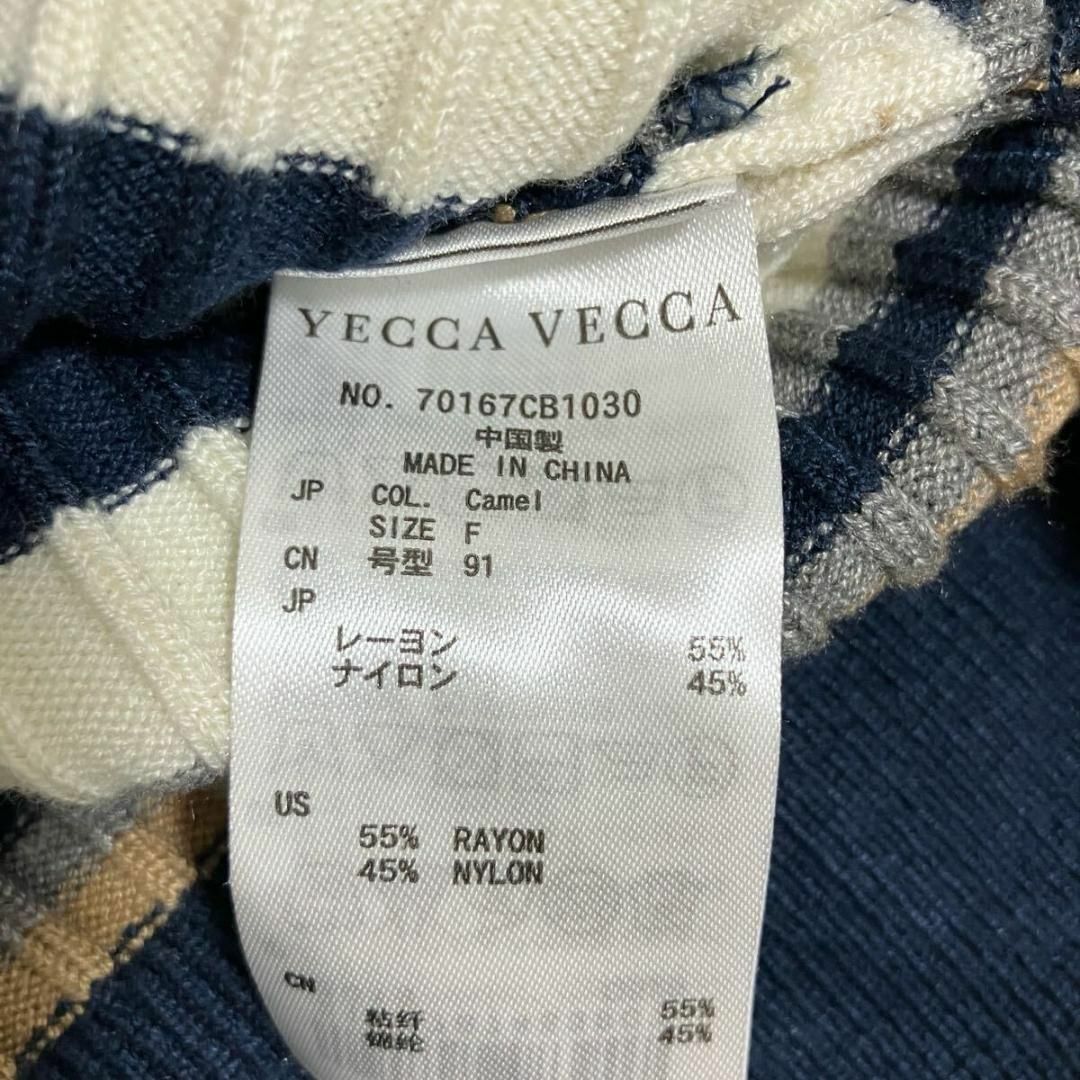 YECCA VECCA
NO. 70167CB1030
中国製
MADE IN CHINA
JP COL. Camel
SIZE F
CN 号型 91
JP
レーヨン 55%
ナイロン 45%
US
55% RAYON
45% NYLON
CN
粘纤 55%
锦纶 45%